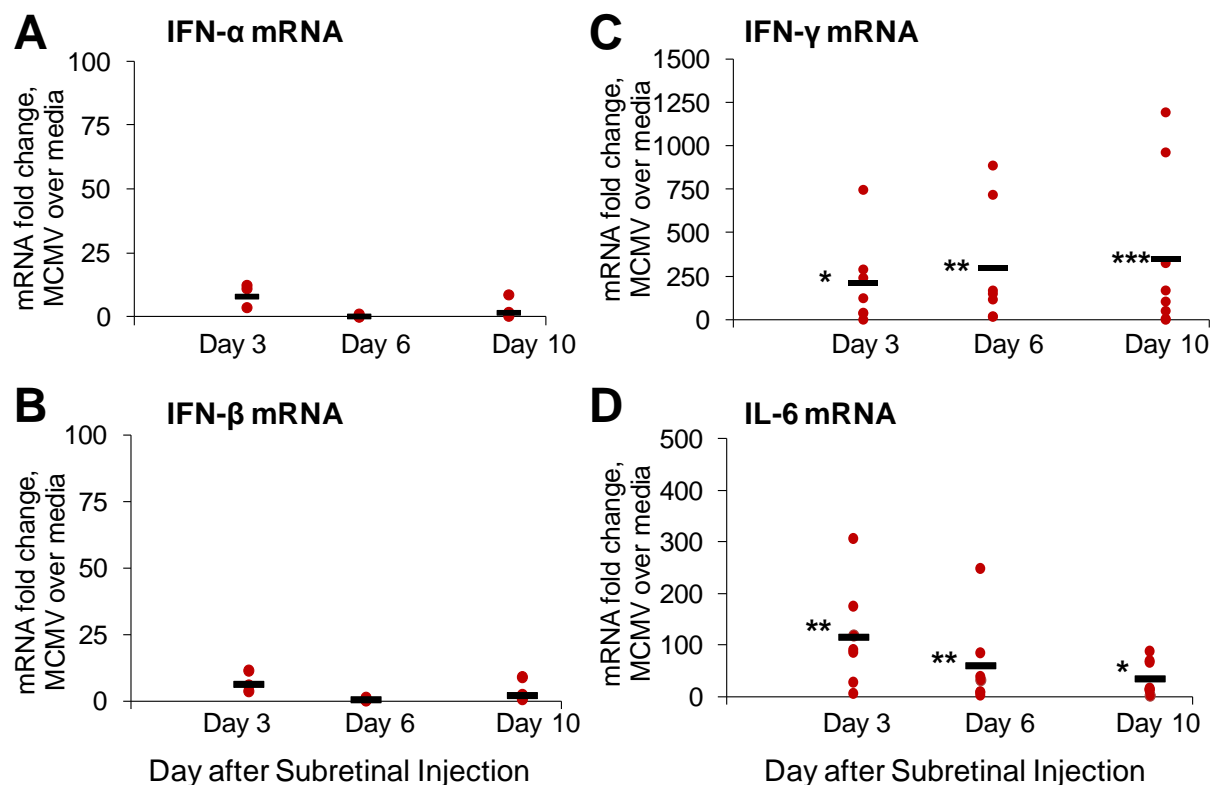 A
IFN-α mRNA
mRNA fold change,
MCMV over media
100
75
50
25
0
Day 3
Day 6
Day 10
B
IFN-β mRNA
mRNA fold change,
MCMV over media
100
75
50
25
0
Day 3
Day 6
Day 10
Day after Subretinal Injection
C
IFN-γ mRNA
mRNA fold change,
MCMV over media
1500
1250
1000
750
500
250
0
*
**
***
Day 3
Day 6
Day 10
D
IL-6 mRNA
mRNA fold change,
MCMV over media
500
400
300
200
100
0
**
**
*
Day 3
Day 6
Day 10
Day after Subretinal Injection